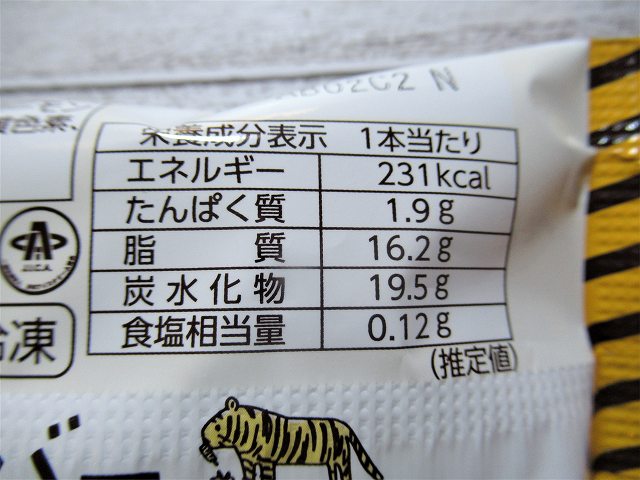 栄養成分表示 1本当たり
エネルギー 231kcal
たんぱく質 1.9g
脂質 16.2g
炭水化物 19.5g
食塩相当量 0.12g
(推定値)
冷凍
バー